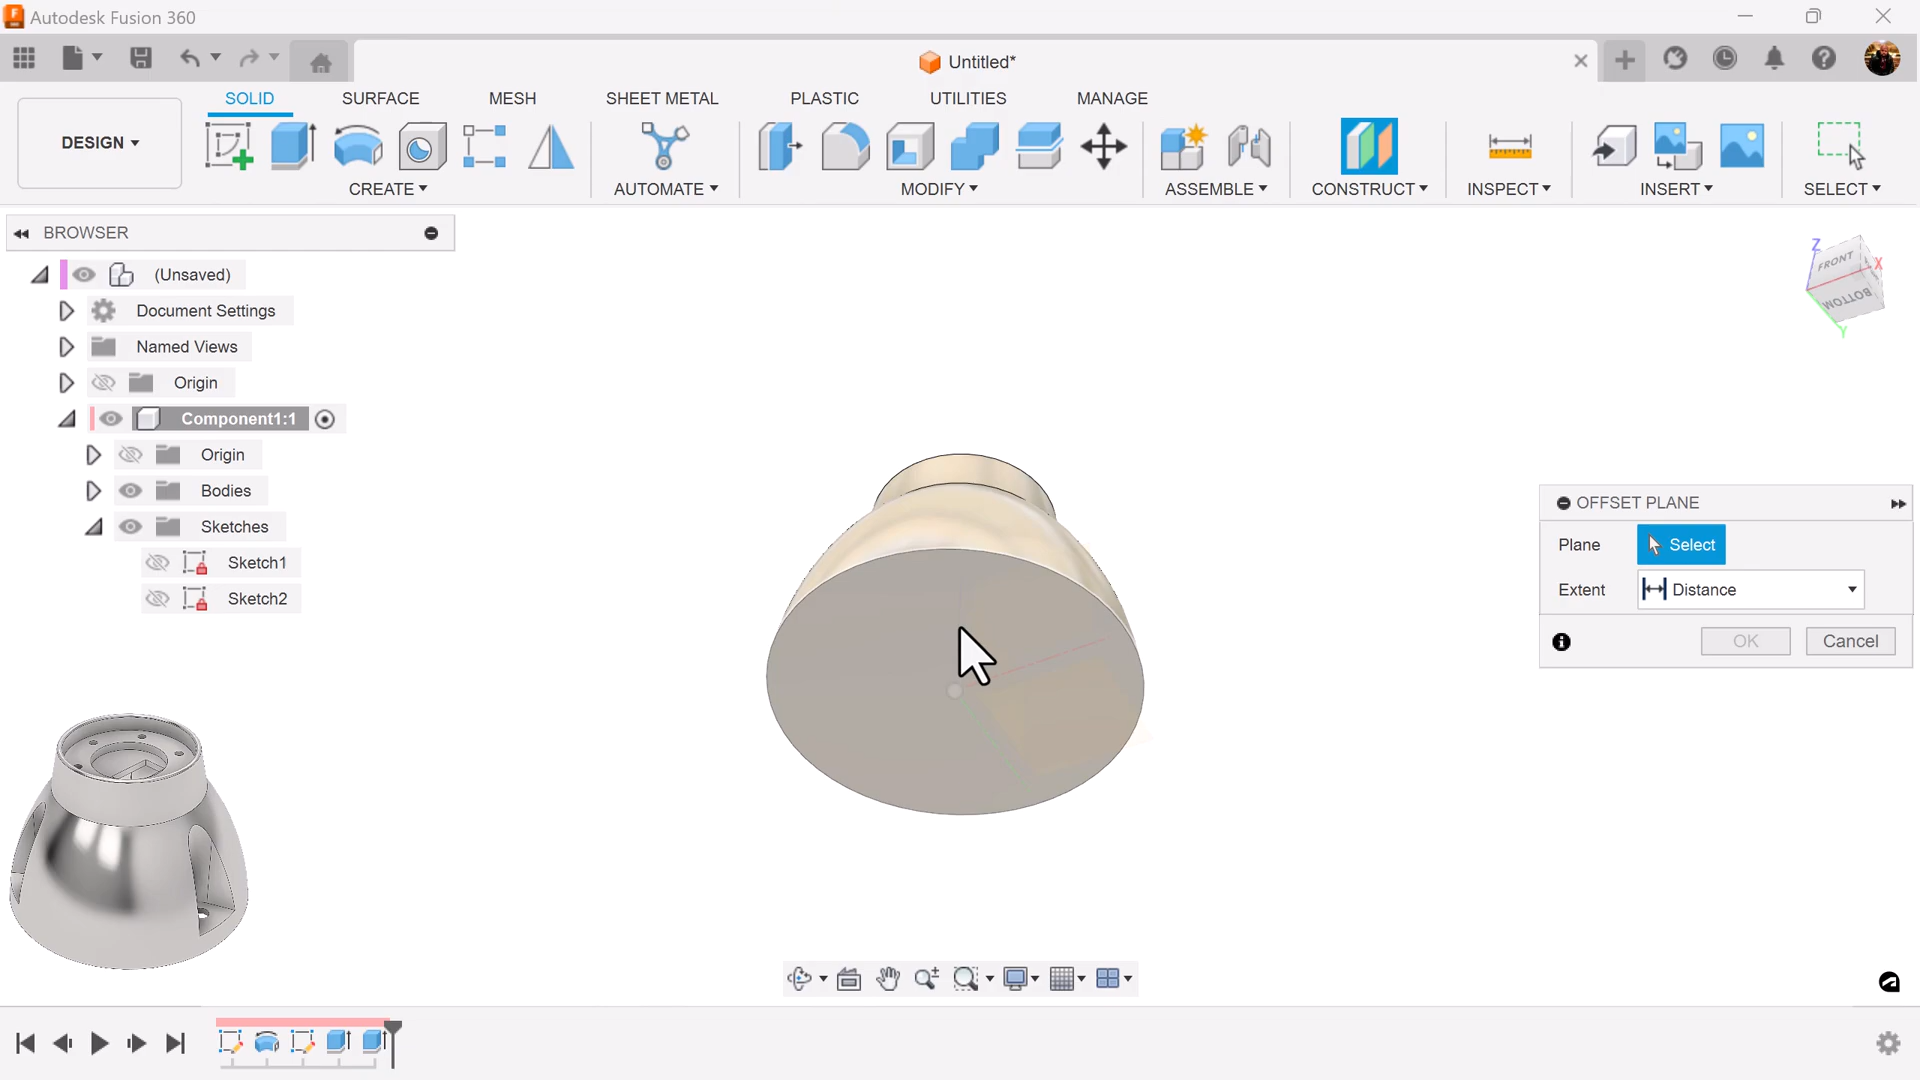 Autodesk Fusion 360
Untitled*
SOLID
SURFACE
MESH
SHEET METAL
PLASTIC
UTILITIES
MANAGE
DESIGN
CREATE
AUTOMATE
MODIFY
ASSEMBLE
CONSTRUCT
INSPECT
INSERT
SELECT
BROWSER
(Unsaved)
Document Settings
Named Views
Origin
Component1:1
Origin
Bodies
Sketches
Sketch1
Sketch2
Z
X
FRONT
BOTTOM
Y
OFFSET PLANE
Plane
Select
Extent
Distance
OK
Cancel